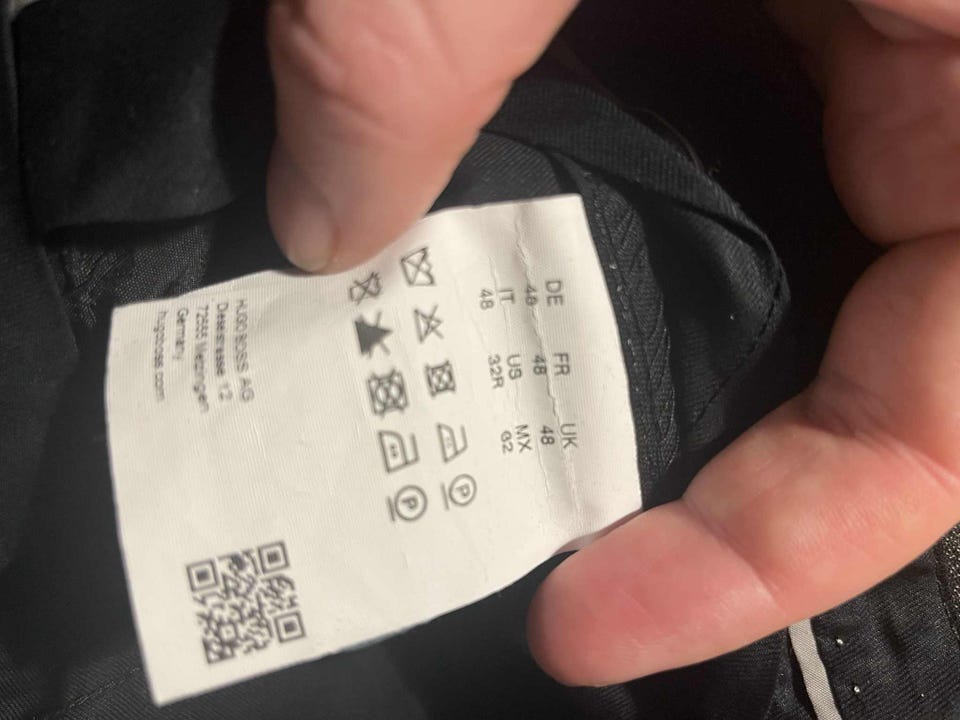 DE FR UK
48 48 48
IT US MX
48 32R
P
P
HUGO BOSS AG
Dieselstrasse 12
72555 Metzingen
Germany
hugoboss.com